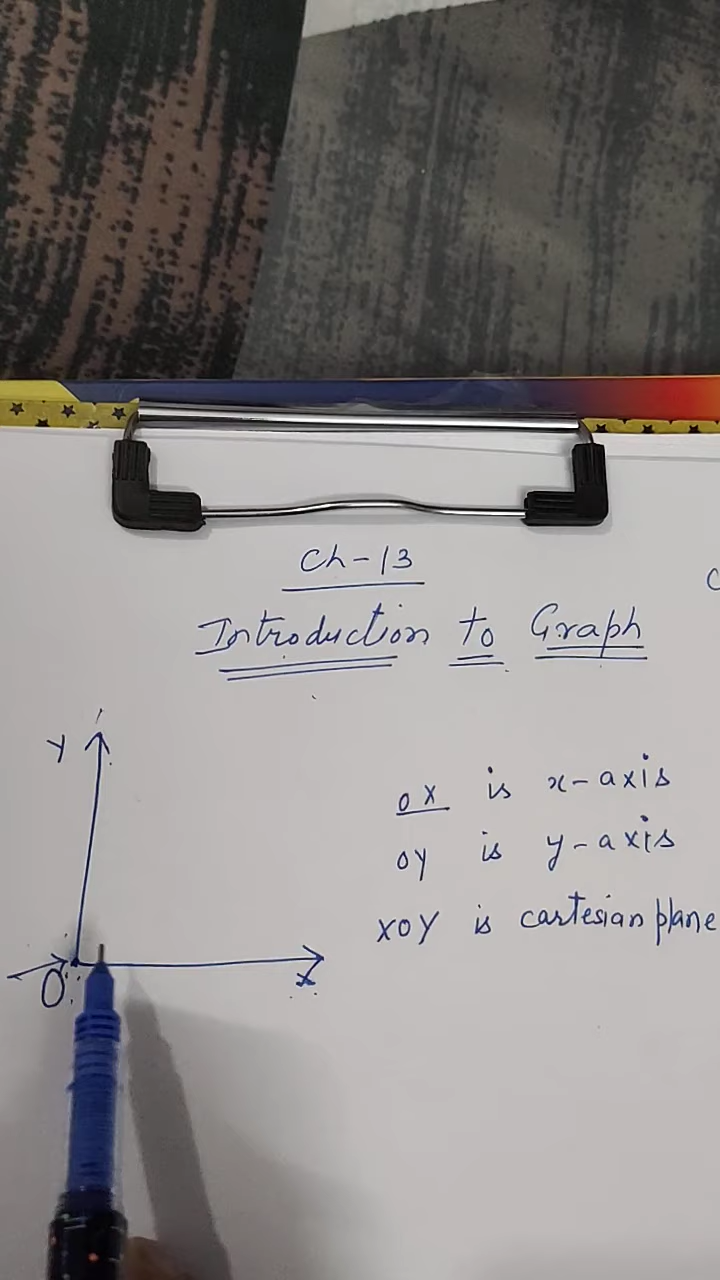 Ch-13
Introduction to Graph
Y
OX is x-axis
OY is y-axis
XOY is cartesian plane
O
X